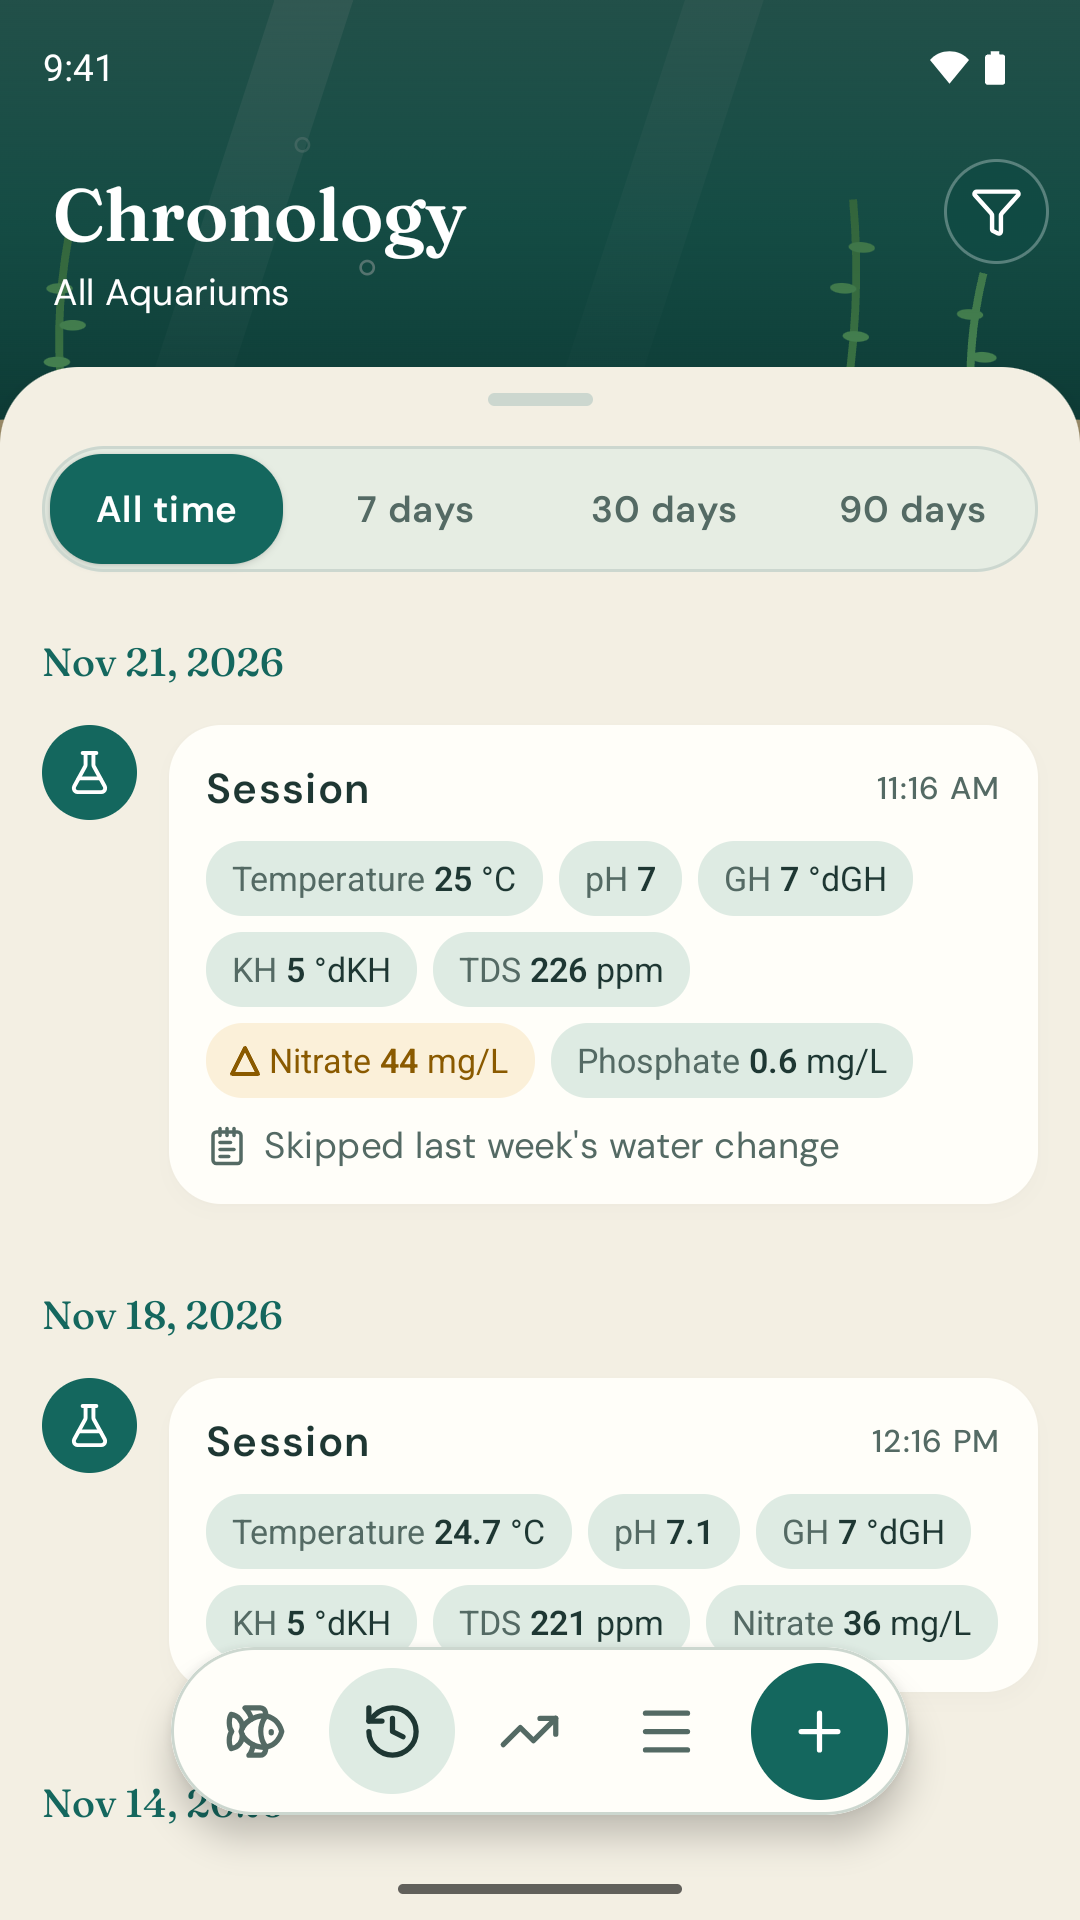 9:41
Chronology
All Aquariums
All time 7 days 30 days 90 days
Nov 21, 2026
Session 11:16 AM
Temperature 25 °C pH 7 GH 7 °dGH
KH 5 °dKH TDS 226 ppm
Nitrate 44 mg/L Phosphate 0.6 mg/L
Skipped last week's water change
Nov 18, 2026
Session 12:16 PM
Temperature 24.7 °C pH 7.1 GH 7 °dGH
KH 5 °dKH TDS 221 ppm Nitrate 36 mg/L
Nov 14,